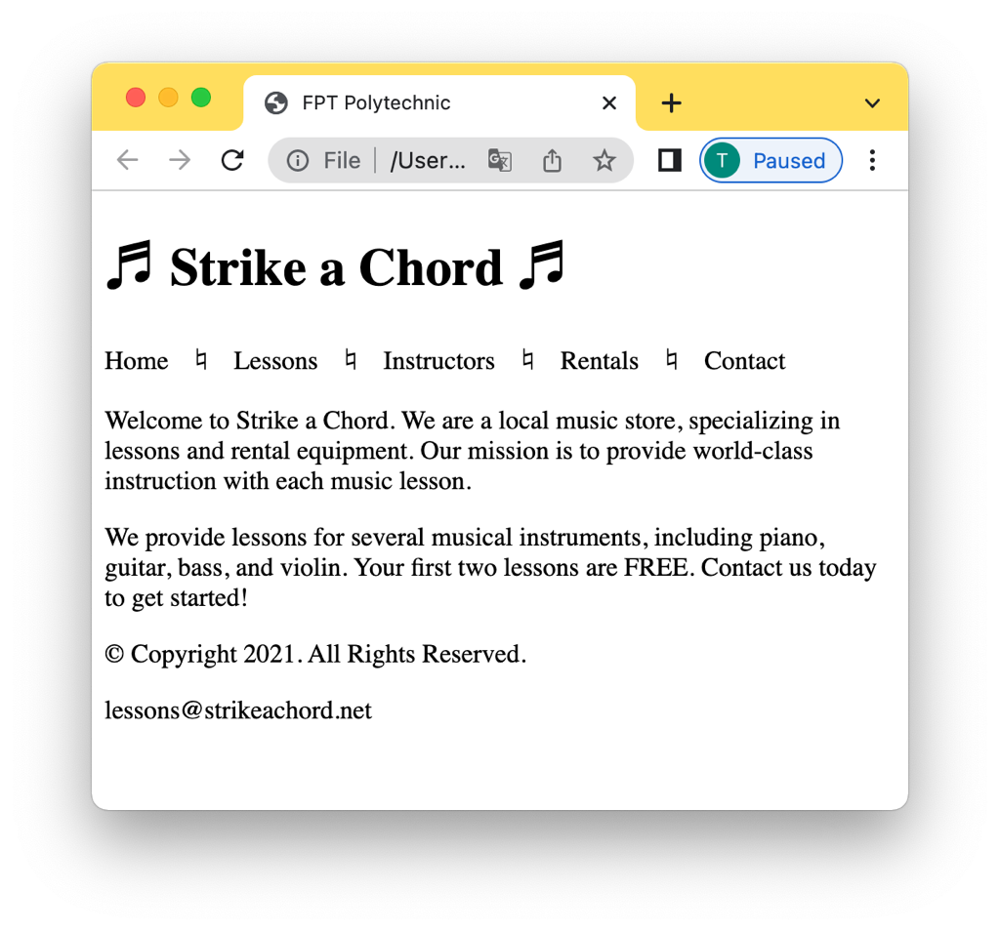 FPT Polytechnic
File /User...
T Paused
♬ Strike a Chord ♬
Home ♮ Lessons ♮ Instructors ♮ Rentals ♮ Contact
Welcome to Strike a Chord. We are a local music store, specializing in
lessons and rental equipment. Our mission is to provide world-class
instruction with each music lesson.
We provide lessons for several musical instruments, including piano,
guitar, bass, and violin. Your first two lessons are FREE. Contact us today
to get started!
© Copyright 2021. All Rights Reserved.
lessons@strikeachord.net